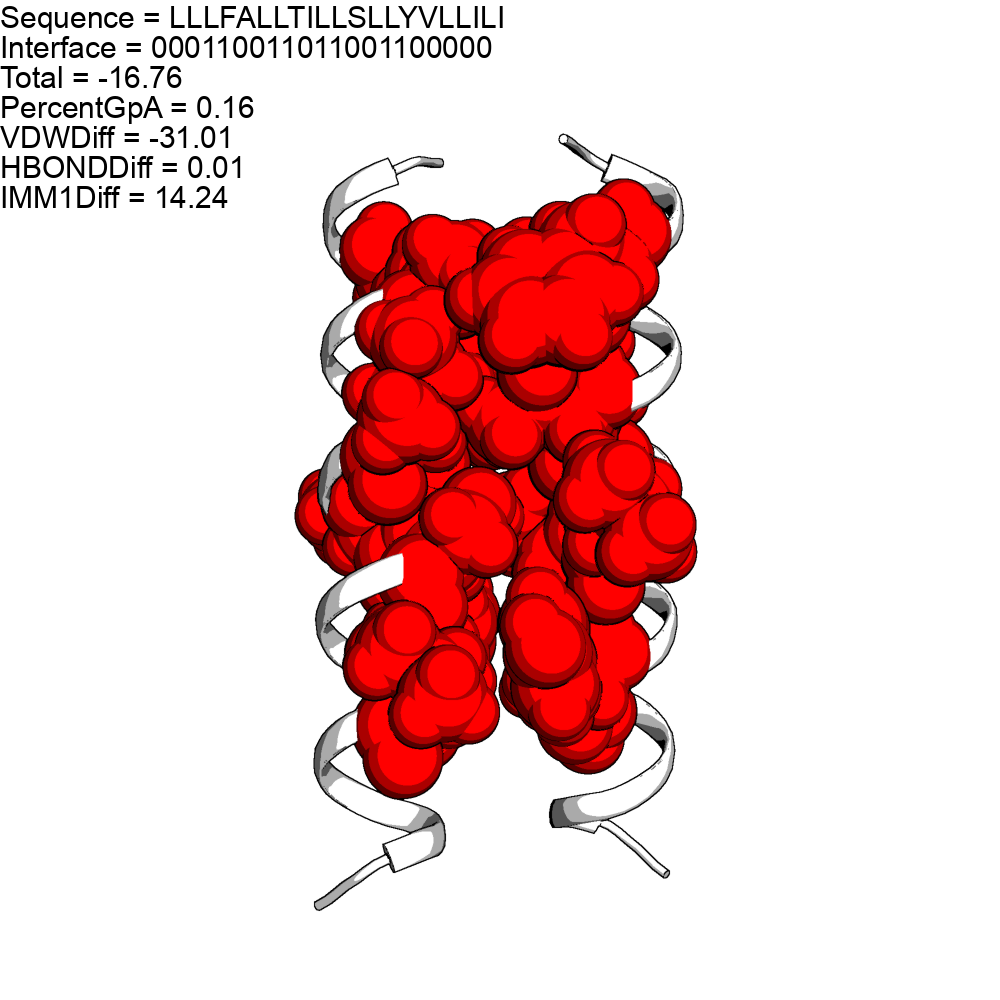 Sequence = LLLFALLTILLSLLYVLLILI
Interface = 000110011011001100000
Total = -16.76
PercentGpA = 0.16
VDWDiff = -31.01
HBONDDiff = 0.01
IMM1Diff = 14.24